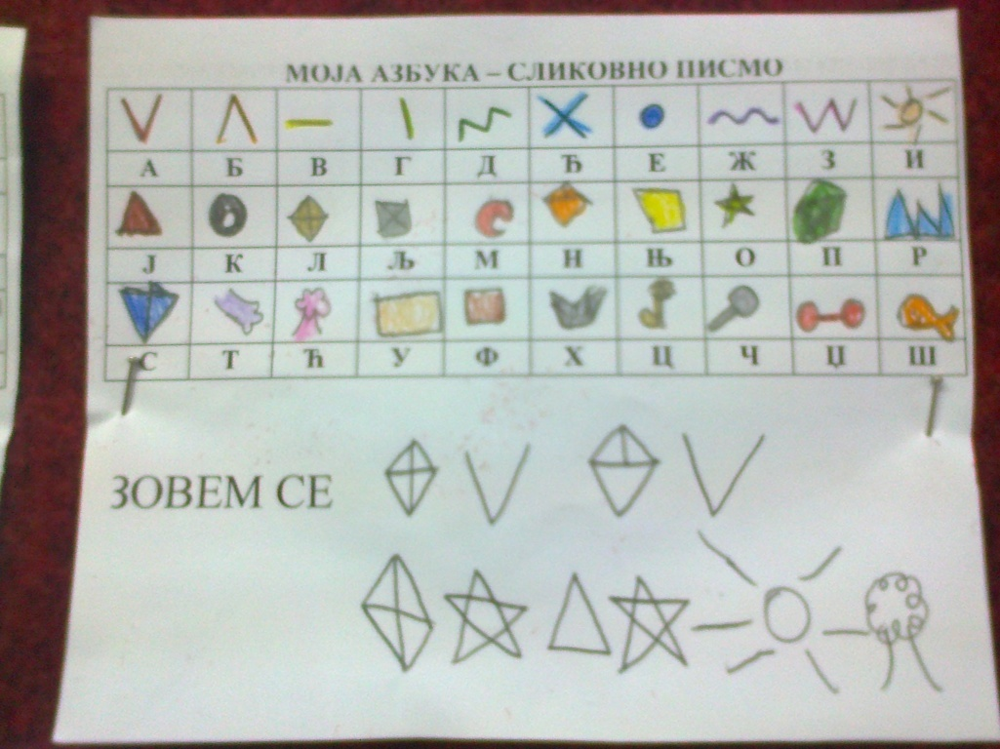 МОЈА АЗБУКА – СЛИКОВНО ПИСМО
А Б В Г Д Ђ Е Ж З И
Ј К Л Љ М Н Њ О П Р
С Т Ћ У Ф Х Ц Ч Џ Ш
ЗОВЕМ СЕ